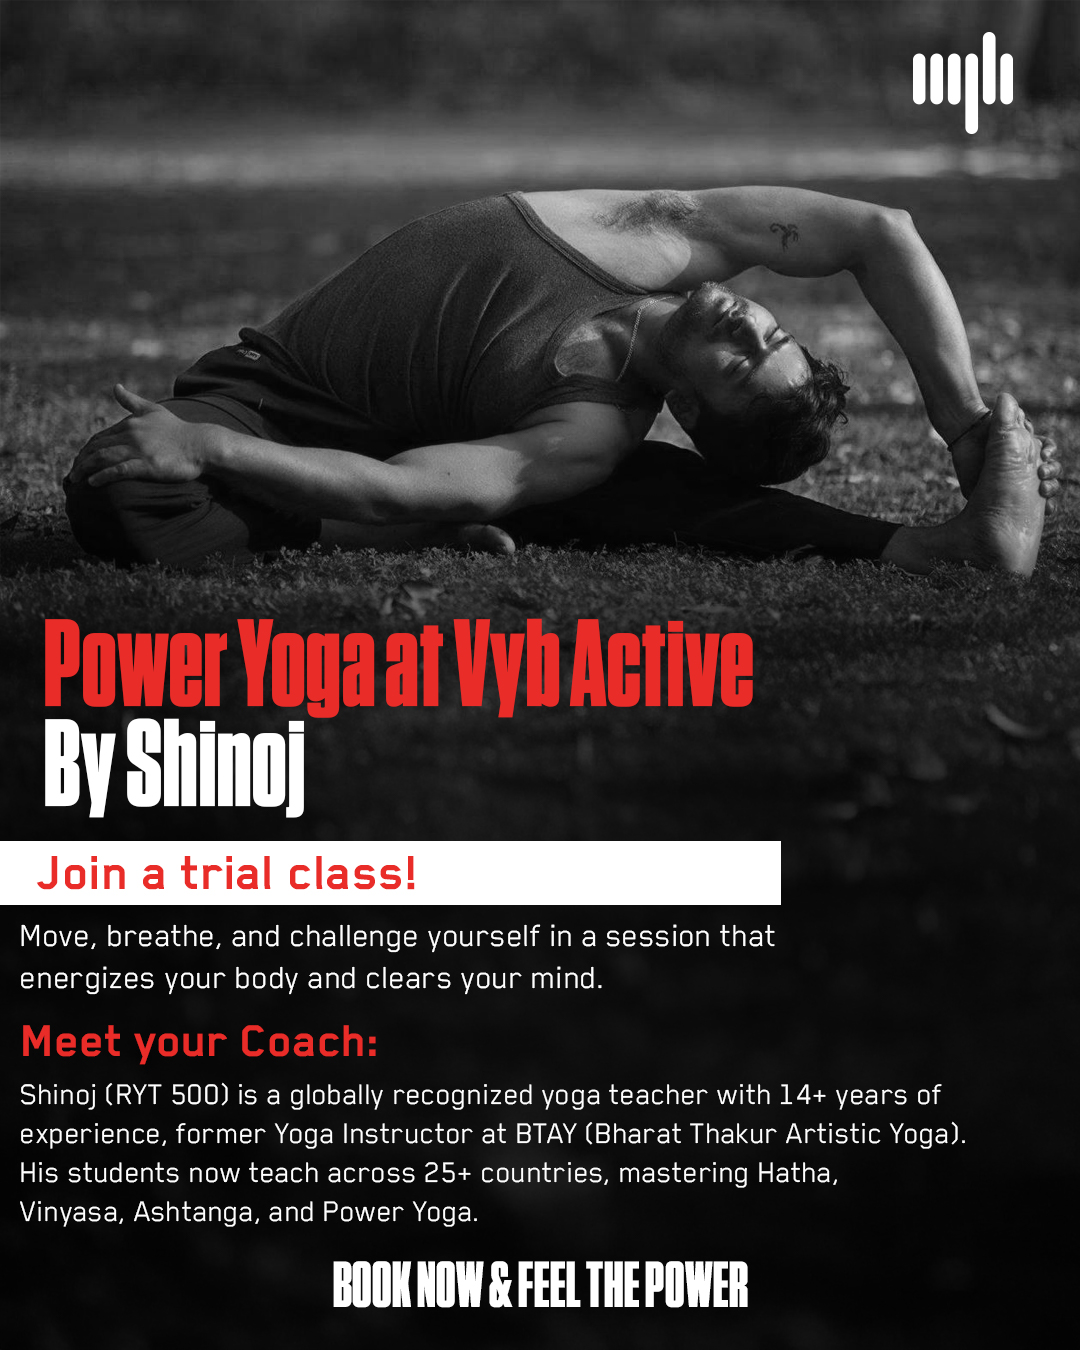 Power Yoga at Vyb Active
By Shinoj
Join a trial class!
Move, breathe, and challenge yourself in a session that
energizes your body and clears your mind.
Meet your Coach:
Shinoj (RYT 500) is a globally recognized yoga teacher with 14+ years of
experience, former Yoga Instructor at BTAY (Bharat Thakur Artistic Yoga).
His students now teach across 25+ countries, mastering Hatha,
Vinyasa, Ashtanga, and Power Yoga.
BOOK NOW & FEEL THE POWER